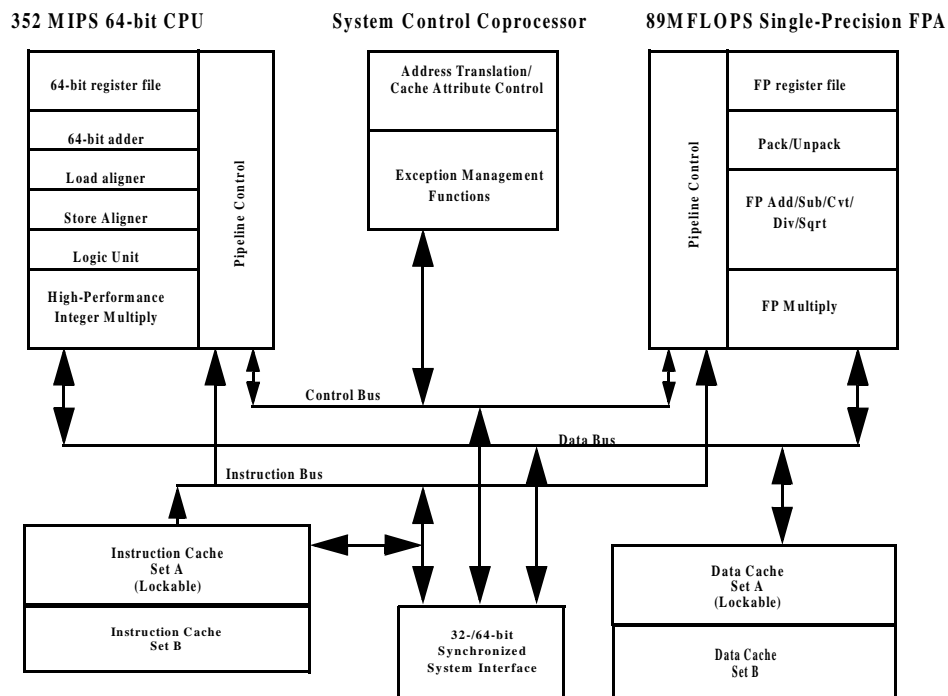 352 MIPS 64-bit CPU
System Control Coprocessor
89MFLOPS Single-Precision FPA
64-bit register file
64-bit adder
Load aligner
Store Aligner
Logic Unit
High-Performance
Integer Multiply
Pipeline Control
Address Translation/
Cache Attribute Control
Exception Management
Functions
Pipeline Control
FP register file
Pack/Unpack
FP Add/Sub/Cvt/
Div/Sqrt
FP Multiply
Control Bus
Data Bus
Instruction Bus
Instruction Cache
Set A
(Lockable)
Instruction Cache
Set B
32-/64-bit
Synchronized
System Interface
Data Cache
Set A
(Lockable)
Data Cache
Set B